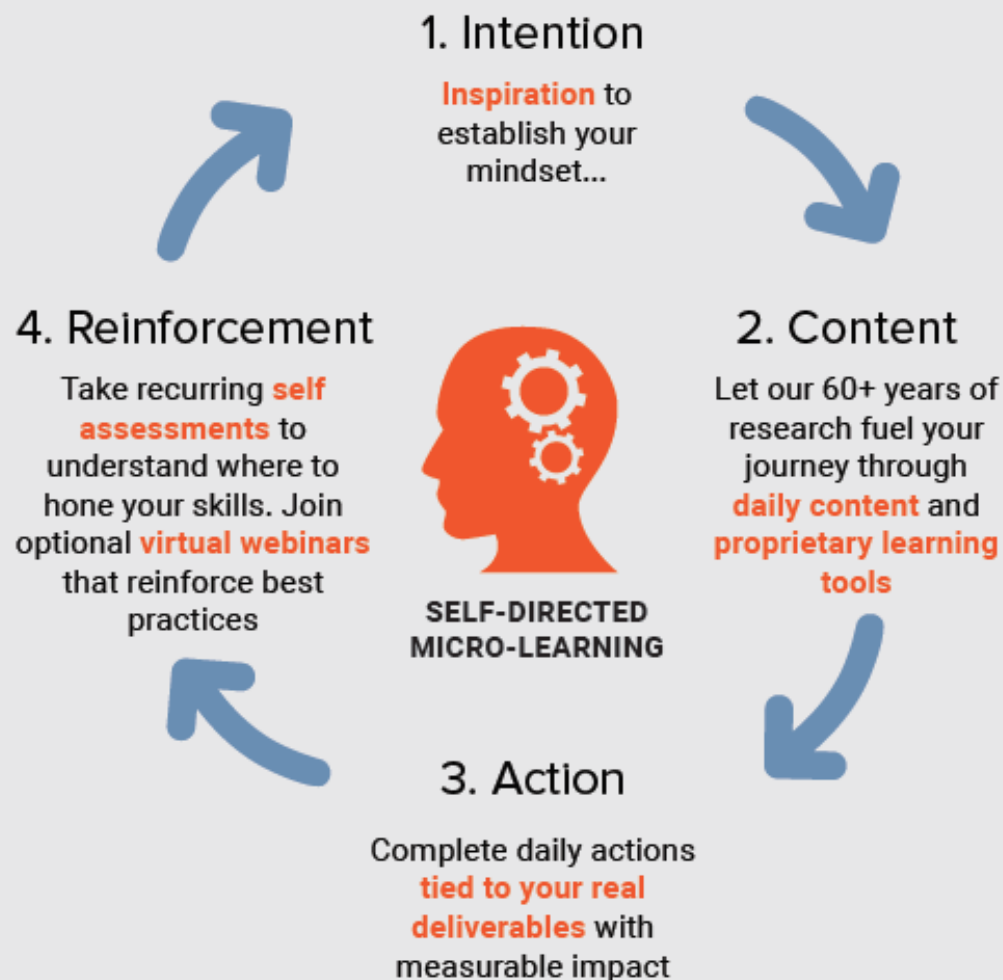 1. Intention
Inspiration to
establish your
mindset...
2. Content
Let our 60+ years of
research fuel your
journey through
daily content and
proprietary learning
tools
3. Action
Complete daily actions
tied to your real
deliverables with
measurable impact
4. Reinforcement
Take recurring self
assessments to
understand where to
hone your skills. Join
optional virtual webinars
that reinforce best
practices
SELF-DIRECTED
MICRO-LEARNING